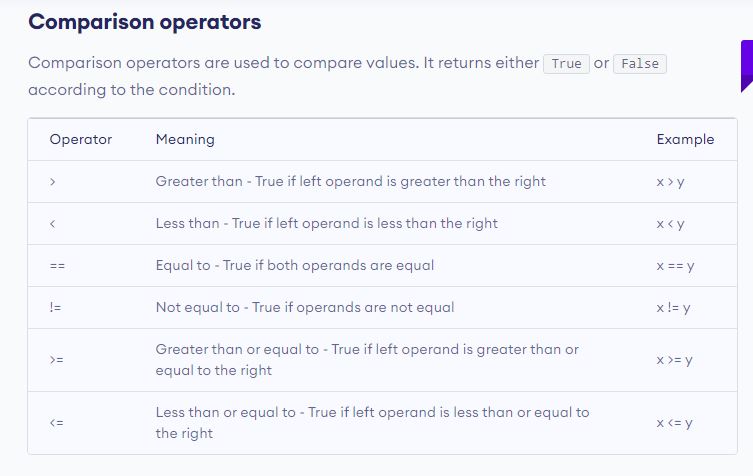 Comparison operators
Comparison operators are used to compare values. It returns either True or False
according to the condition.
Operator Meaning Example
> Greater than - True if left operand is greater than the right x > y
< Less than - True if left operand is less than the right x < y
== Equal to - True if both operands are equal x == y
!= Not equal to - True if operands are not equal x != y
>= Greater than or equal to - True if left operand is greater than or
equal to the right x >= y
<= Less than or equal to - True if left operand is less than or equal to
the right x <= y